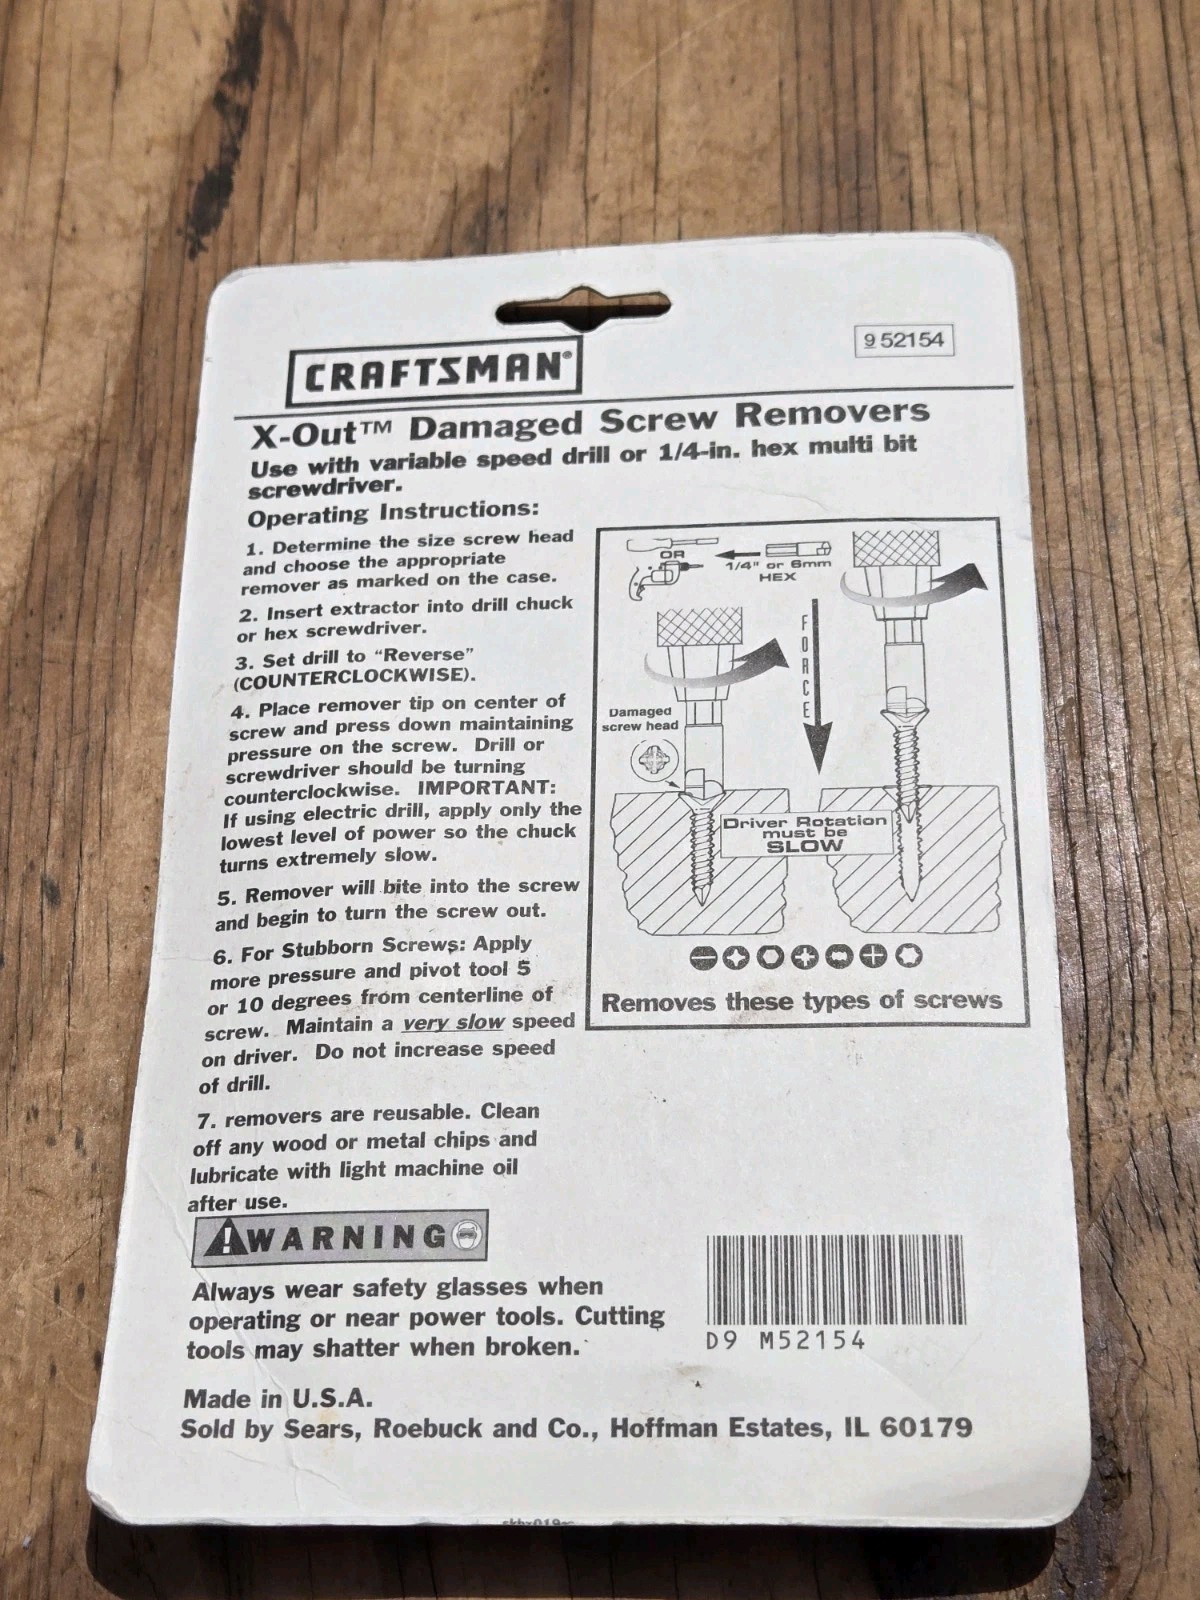 CRAFTSMAN®
9 52154
X-Out™ Damaged Screw Removers
Use with variable speed drill or 1/4-in. hex multi bit
screwdriver.
Operating Instructions:
1. Determine the size screw head
and choose the appropriate
remover as marked on the case.
2. Insert extractor into drill chuck
or hex screwdriver.
3. Set drill to “Reverse”
(COUNTERCLOCKWISE).
4. Place remover tip on center of
screw and press down maintaining
pressure on the screw. Drill or
screwdriver should be turning
counterclockwise. IMPORTANT:
If using electric drill, apply only the
lowest level of power so the chuck
turns extremely slow.
5. Remover will bite into the screw
and begin to turn the screw out.
6. For Stubborn Screws: Apply
more pressure and pivot tool 5
or 10 degrees from centerline of
screw. Maintain a very slow speed
on driver. Do not increase speed
of drill.
7. removers are reusable. Clean
off any wood or metal chips and
lubricate with light machine oil
after use.
OR
1/4" or 6mm
HEX
FORCE
Damaged
screw head
Driver Rotation
must be
SLOW
Removes these types of screws
WARNING
Always wear safety glasses when
operating or near power tools. Cutting
tools may shatter when broken.
D9 M52154
Made in U.S.A.
Sold by Sears, Roebuck and Co., Hoffman Estates, IL 60179